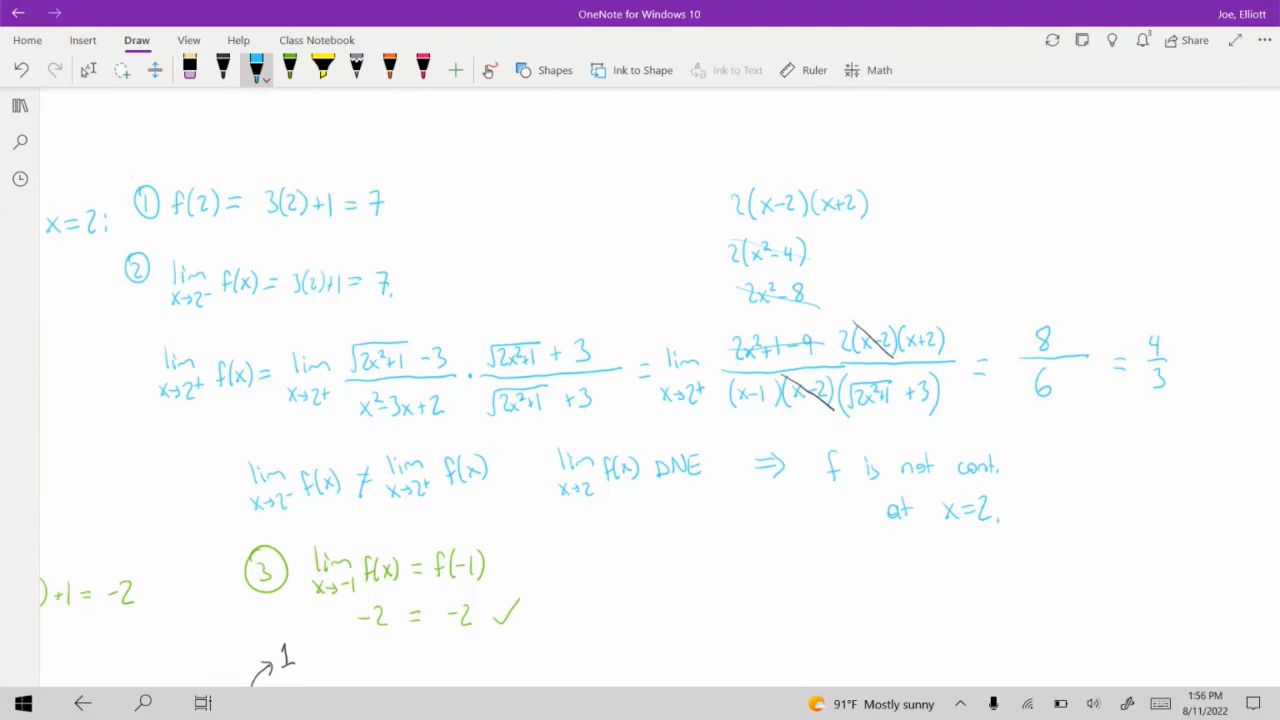 OneNote for Windows 10
Joe, Elliott
Home Insert Draw View Help Class Notebook
Share
Shapes Ink to Shape Ink to Text Ruler Math
x=2:
① f(2) = 3(2)+1 = 7
② lim x→2⁻ f(x) = 3(2)+1 = 7.
2(x-2)(x+2)
2(x²-4)
2x²-8
lim x→2⁺ f(x) = lim x→2⁺ (√(2x²+1) - 3)/(x²-3x+2) · (√(2x²+1) + 3)/(√(2x²+1) + 3) = lim x→2⁺ (2x²+1-9 2(x-2)(x+2))/((x-1)(x-2)(√(2x²+1) + 3)) = 8/6 = 4/3
lim x→2⁻ f(x) ≠ lim x→2⁺ f(x) lim x→2 f(x) DNE ⇒ f is not cont.
at x=2.
③ lim x→-1 f(x) = f(-1)
)+1 = -2
-2 = -2 ✓
→ 1
91°F Mostly sunny
1:56 PM
8/11/2022